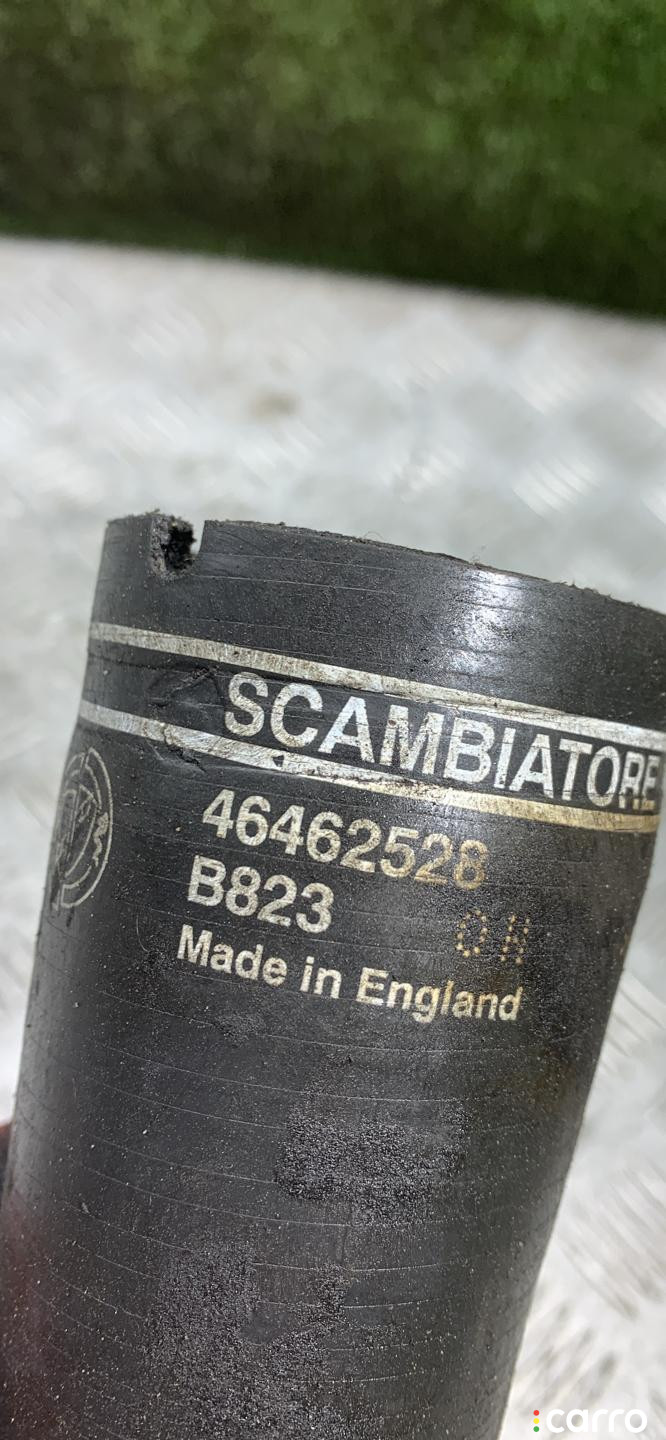 SCAMBIATORE
46462528
B823
Made in England
carro